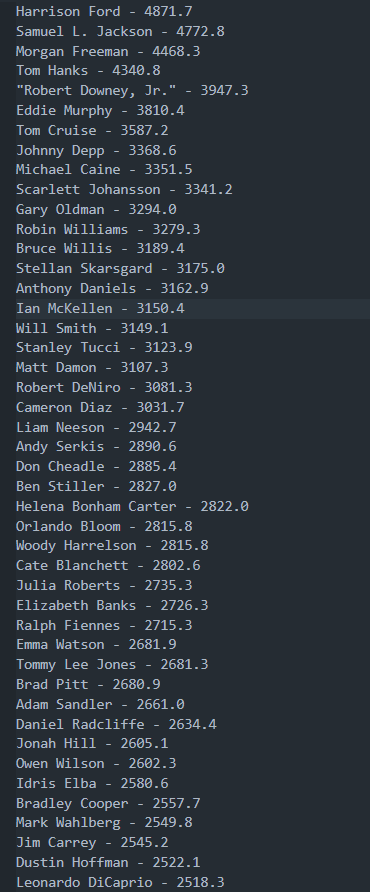 Harrison Ford - 4871.7
Samuel L. Jackson - 4772.8
Morgan Freeman - 4468.3
Tom Hanks - 4340.8
"Robert Downey, Jr." - 3947.3
Eddie Murphy - 3810.4
Tom Cruise - 3587.2
Johnny Depp - 3368.6
Michael Caine - 3351.5
Scarlett Johansson - 3341.2
Gary Oldman - 3294.0
Robin Williams - 3279.3
Bruce Willis - 3189.4
Stellan Skarsgard - 3175.0
Anthony Daniels - 3162.9
Ian McKellen - 3150.4
Will Smith - 3149.1
Stanley Tucci - 3123.9
Matt Damon - 3107.3
Robert DeNiro - 3081.3
Cameron Diaz - 3031.7
Liam Neeson - 2942.7
Andy Serkis - 2890.6
Don Cheadle - 2885.4
Ben Stiller - 2827.0
Helena Bonham Carter - 2822.0
Orlando Bloom - 2815.8
Woody Harrelson - 2815.8
Cate Blanchett - 2802.6
Julia Roberts - 2735.3
Elizabeth Banks - 2726.3
Ralph Fiennes - 2715.3
Emma Watson - 2681.9
Tommy Lee Jones - 2681.3
Brad Pitt - 2680.9
Adam Sandler - 2661.0
Daniel Radcliffe - 2634.4
Jonah Hill - 2605.1
Owen Wilson - 2602.3
Idris Elba - 2580.6
Bradley Cooper - 2557.7
Mark Wahlberg - 2549.8
Jim Carrey - 2545.2
Dustin Hoffman - 2522.1
Leonardo DiCaprio - 2518.3